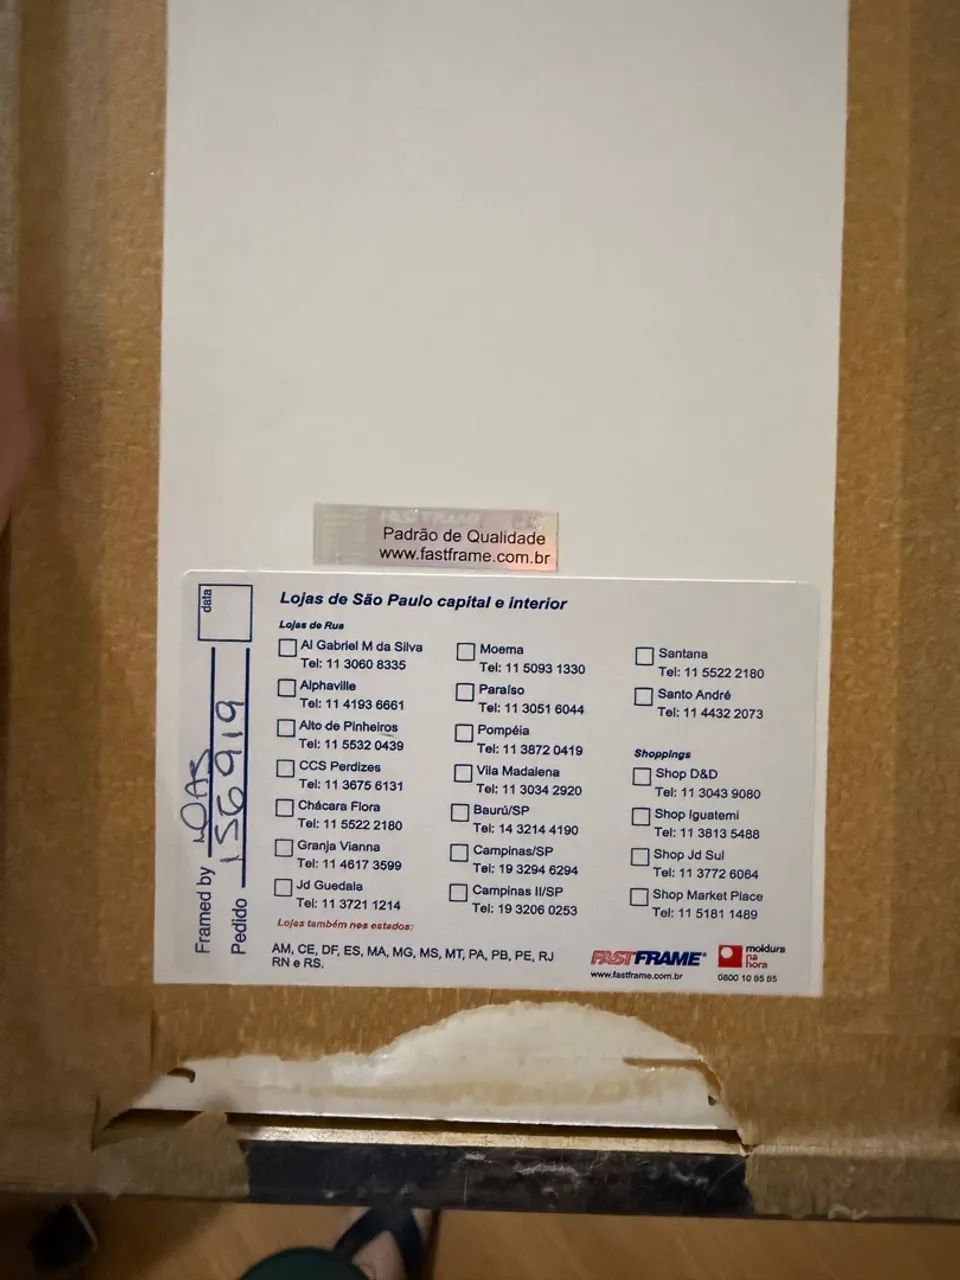 Padrão de Qualidade
www.fastframe.com.br
data
Framed by
Pedido 156919
Lojas de São Paulo capital e interior
Lojas de Rua
Al Gabriel M da Silva
Tel: 11 3060 8335
Alphaville
Tel: 11 4193 6661
Alto de Pinheiros
Tel: 11 5532 0439
CCS Perdizes
Tel: 11 3675 6131
Chácara Flora
Tel: 11 5522 2180
Granja Vianna
Tel: 11 4617 3599
Jd Guedala
Tel: 11 3721 1214
Moema
Tel: 11 5093 1330
Paraíso
Tel: 11 3051 6044
Pompéia
Tel: 11 3872 0419
Vila Madalena
Tel: 11 3034 2920
Baurú/SP
Tel: 14 3214 4190
Campinas/SP
Tel: 19 3294 6294
Campinas II/SP
Tel: 19 3206 0253
Santana
Tel: 11 5522 2180
Santo André
Tel: 11 4432 2073
Shoppings
Shop D&D
Tel: 11 3043 9080
Shop Iguatemi
Tel: 11 3813 5488
Shop Jd Sul
Tel: 11 3772 6064
Shop Market Place
Tel: 11 5181 1489
Lojas também nos estados:
AM, CE, DF, ES, MA, MG, MS, MT, PA, PB, PE, RJ
RN e RS.
FASTFRAME®
www.fastframe.com.br
moldura
na
hora
0800 10 85 85